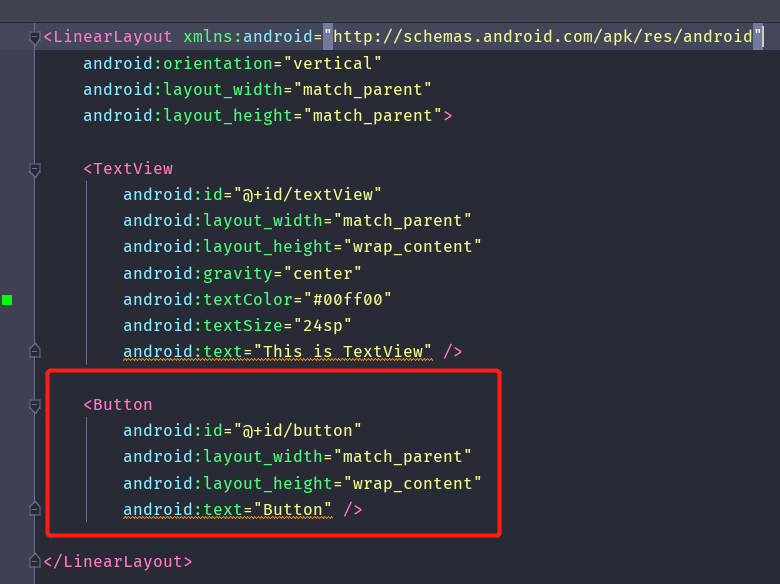 <LinearLayout xmlns:android="http://schemas.android.com/apk/res/android"
    android:orientation="vertical"
    android:layout_width="match_parent"
    android:layout_height="match_parent">

    <TextView
        android:id="@+id/textView"
        android:layout_width="match_parent"
        android:layout_height="wrap_content"
        android:gravity="center"
        android:textColor="#00ff00"
        android:textSize="24sp"
        android:text="This is TextView" />

    <Button
        android:id="@+id/button"
        android:layout_width="match_parent"
        android:layout_height="wrap_content"
        android:text="Button" />

</LinearLayout>